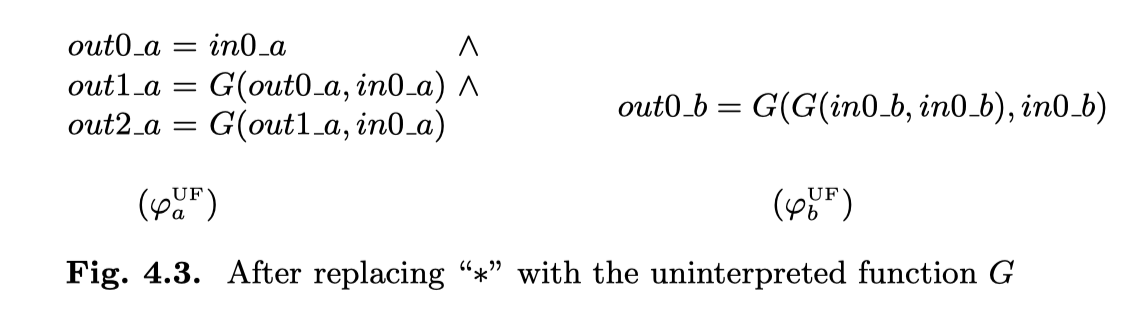 out0_a = in0_a ∧
out1_a = G(out0_a, in0_a) ∧
out2_a = G(out1_a, in0_a)
out0_b = G(G(in0_b, in0_b), in0_b)
(φ_a^UF)
(φ_b^UF)
Fig. 4.3. After replacing “*” with the uninterpreted function G